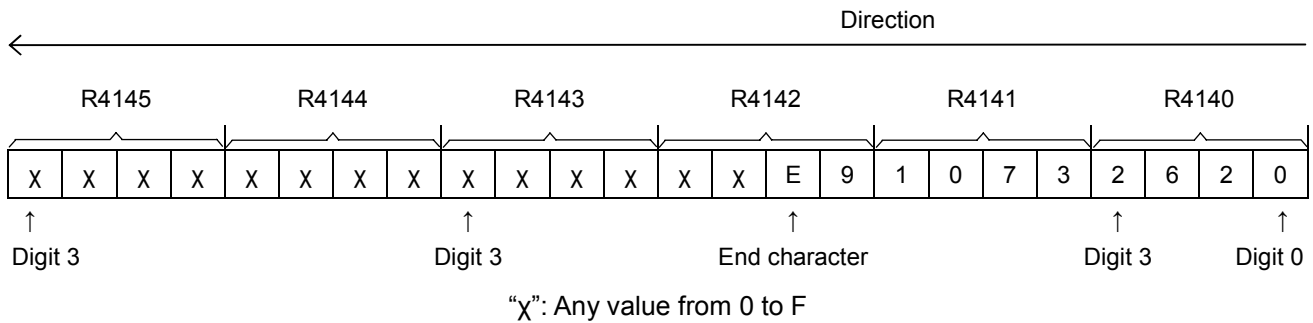 Direction
R4145 R4144 R4143 R4142 R4141 R4140
χ χ χ χ χ χ χ χ χ χ χ χ χ χ E 9 1 0 7 3 2 6 2 0
Digit 3 Digit 3 End character Digit 3 Digit 0
“χ”: Any value from 0 to F